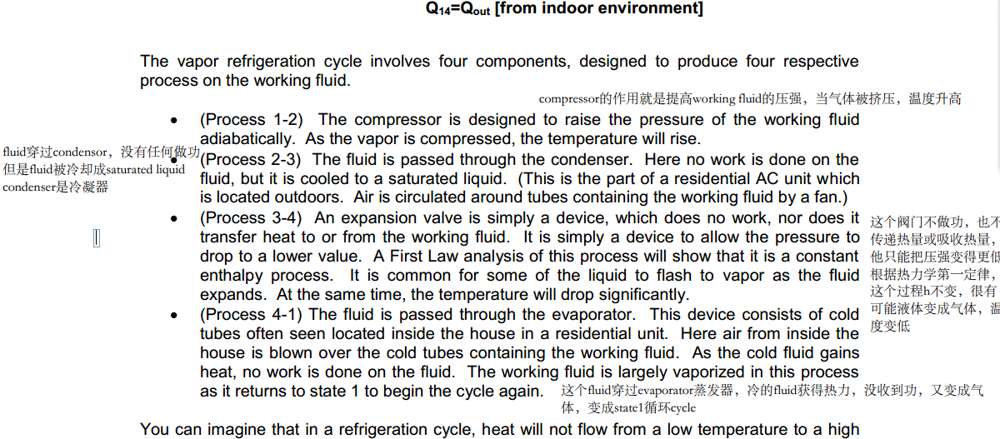 Q14=Qout [from indoor environment]
The vapor refrigeration cycle involves four components, designed to produce four respective
process on the working fluid.
compressor的作用就是提高working fluid的压强，当气体被挤压，温度升高
• (Process 1-2) The compressor is designed to raise the pressure of the working fluid
adiabatically. As the vapor is compressed, the temperature will rise.
fluid穿过condensor，没有任何做功
但是fluid被冷却成saturated liquid
condenser是冷凝器
• (Process 2-3) The fluid is passed through the condenser. Here no work is done on the
fluid, but it is cooled to a saturated liquid. (This is the part of a residential AC unit which
is located outdoors. Air is circulated around tubes containing the working fluid by a fan.)
• (Process 3-4) An expansion valve is simply a device, which does no work, nor does it
transfer heat to or from the working fluid. It is simply a device to allow the pressure to
drop to a lower value. A First Law analysis of this process will show that it is a constant
enthalpy process. It is common for some of the liquid to flash to vapor as the fluid
expands. At the same time, the temperature will drop significantly.
这个阀门不做功，也不
传递热量或吸收热量，
他只能把压强变得更低
根据热力学第一定律，
这个过程h不变，很有
可能液体变成气体，温
度变低
• (Process 4-1) The fluid is passed through the evaporator. This device consists of cold
tubes often seen located inside the house in a residential unit. Here air from inside the
house is blown over the cold tubes containing the working fluid. As the cold fluid gains
heat, no work is done on the fluid. The working fluid is largely vaporized in this process
as it returns to state 1 to begin the cycle again.
这个fluid穿过evaporator蒸发器，冷的fluid获得热力，没收到功，又变成气
体，变成state1循环cycle
You can imagine that in a refrigeration cycle, heat will not flow from a low temperature to a high